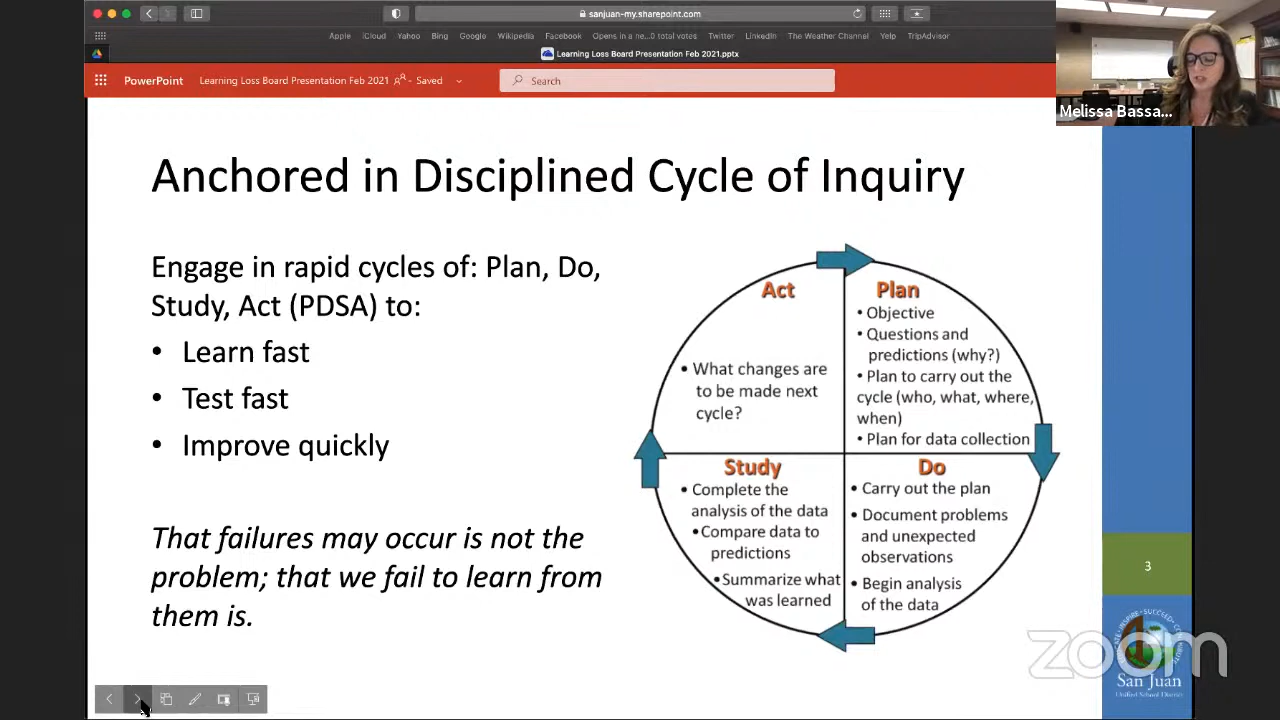 sanjuan-my.sharepoint.com
Apple iCloud Yahoo Bing Google Wikipedia Facebook Opens in a ne...0 total votes Twitter LinkedIn The Weather Channel Yelp TripAdvisor
Learning Loss Board Presentation Feb 2021.pptx
PowerPoint Learning Loss Board Presentation Feb 2021 - Saved
Search
Melissa Bassa...
Anchored in Disciplined Cycle of Inquiry
Engage in rapid cycles of: Plan, Do,
Study, Act (PDSA) to:
• Learn fast
• Test fast
• Improve quickly
That failures may occur is not the
problem; that we fail to learn from
them is.
Act
• What changes are
to be made next
cycle?
Plan
• Objective
• Questions and
predictions (why?)
• Plan to carry out the
cycle (who, what, where,
when)
• Plan for data collection
Study
• Complete the
analysis of the data
• Compare data to
predictions
• Summarize what
was learned
Do
• Carry out the plan
• Document problems
and unexpected
observations
• Begin analysis
of the data
3
zoom
San Juan
Unified School District